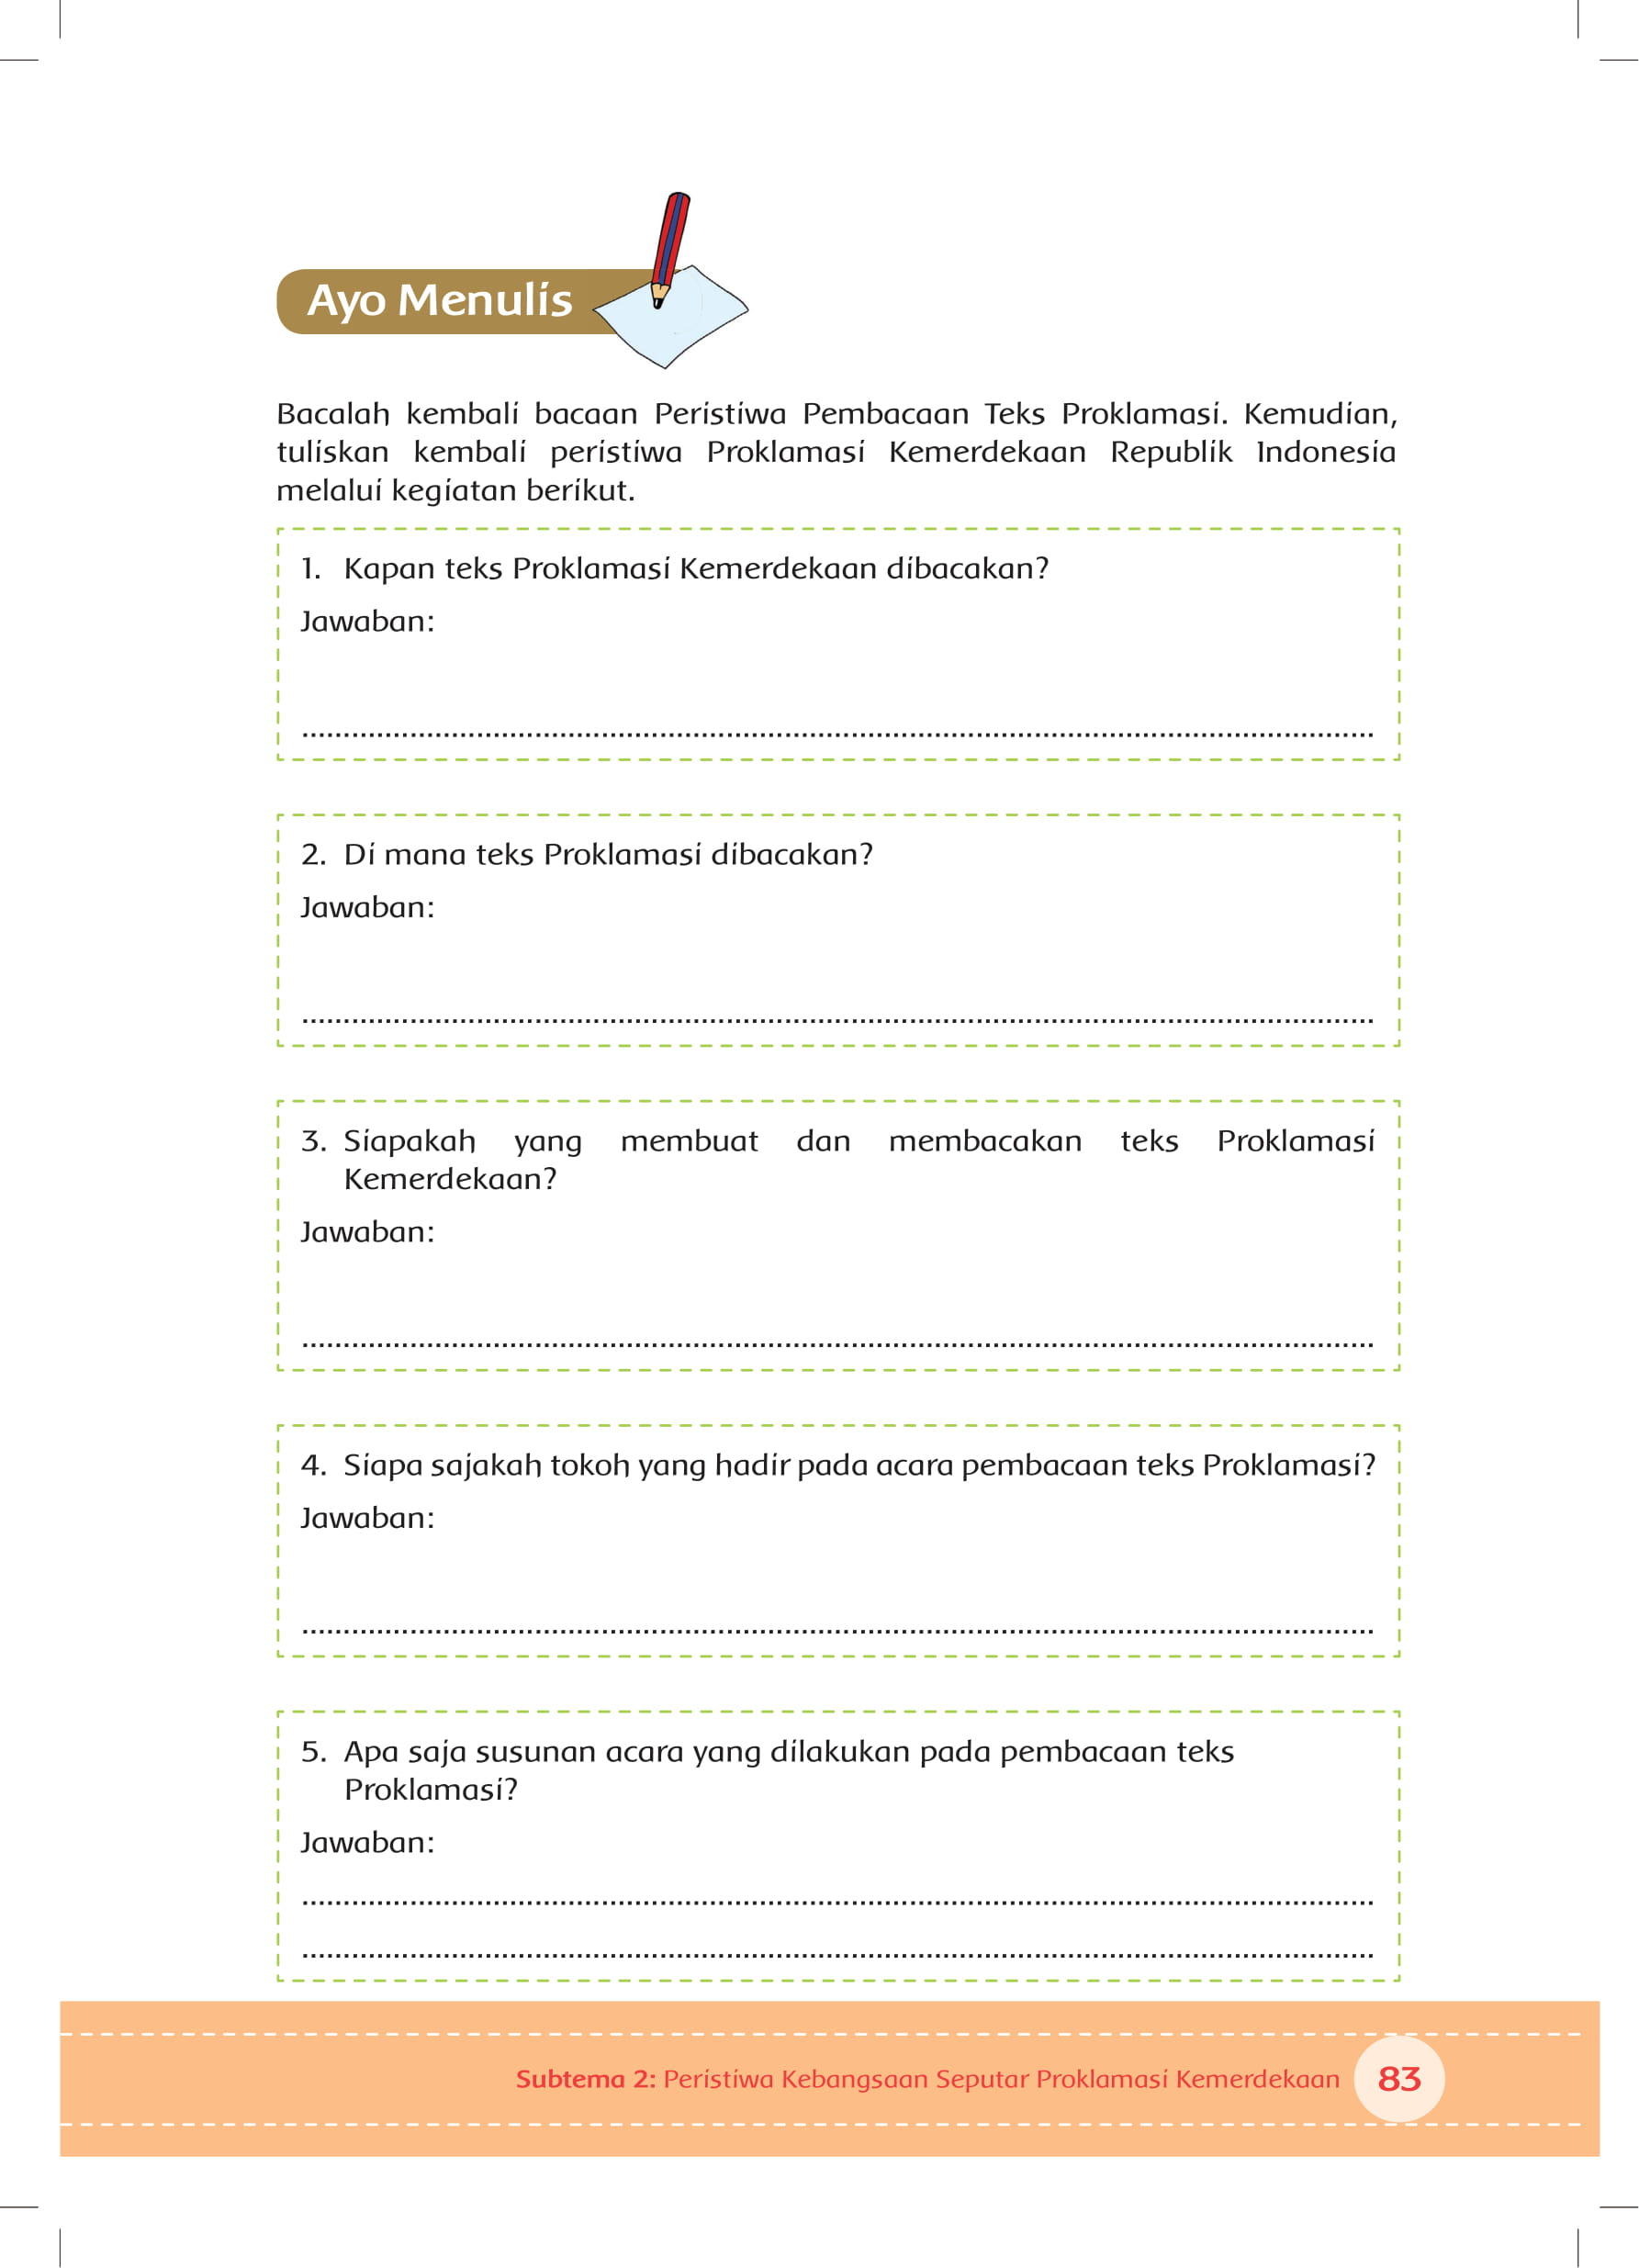 Ayo Menulis
Bacalah kembali bacaan Peristiwa Pembacaan Teks Proklamasi. Kemudian,
tuliskan kembali peristiwa Proklamasi Kemerdekaan Republik Indonesia
melalui kegiatan berikut.
1. Kapan teks Proklamasi Kemerdekaan dibacakan?
Jawaban:
2. Di mana teks Proklamasi dibacakan?
Jawaban:
3. Siapakah yang membuat dan membacakan teks Proklamasi
Kemerdekaan?
Jawaban:
4. Siapa sajakah tokoh yang hadir pada acara pembacaan teks Proklamasi?
Jawaban:
5. Apa saja susunan acara yang dilakukan pada pembacaan teks
Proklamasi?
Jawaban:
Subtema 2: Peristiwa Kebangsaan Seputar Proklamasi Kemerdekaan 83